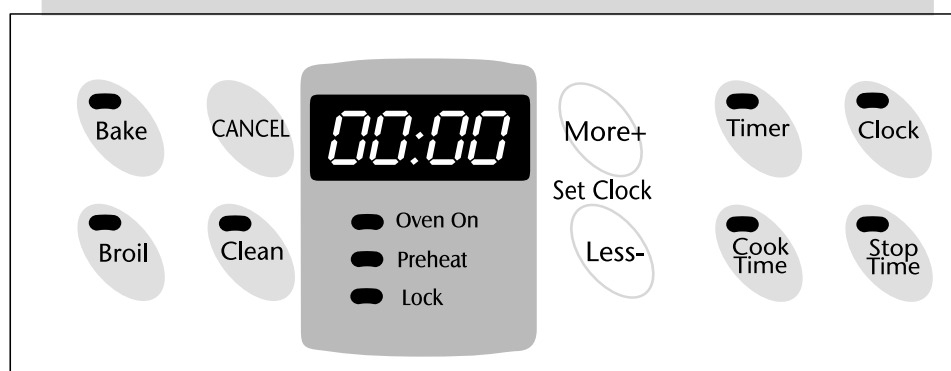 Bake
CANCEL
00:00
More+
Timer
Clock
Set Clock
Oven On
Preheat
Lock
Broil
Clean
Less-
Cook
Time
Stop
Time